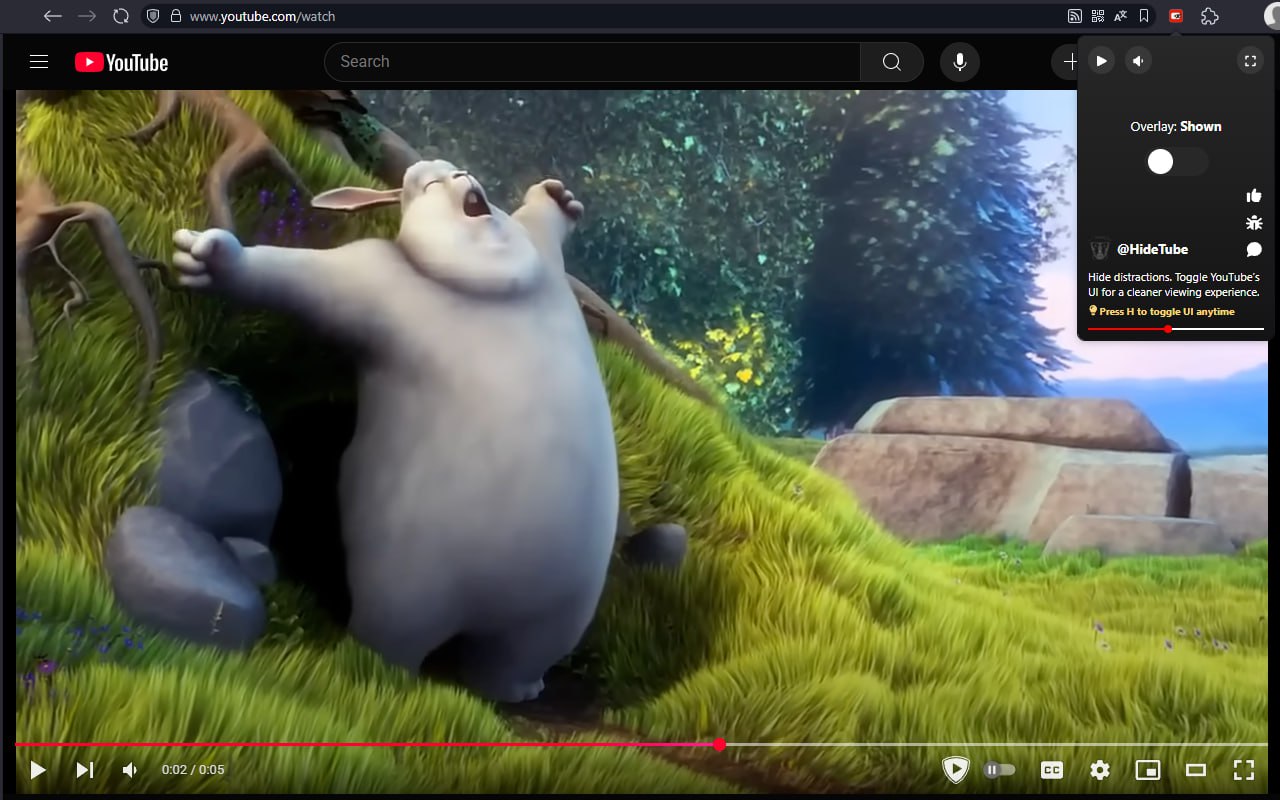 www.youtube.com/watch
YouTube
Search
Overlay: Shown
@HideTube
Hide distractions. Toggle YouTube's
UI for a cleaner viewing experience.
Press H to toggle UI anytime
0:02 / 0:05
CC